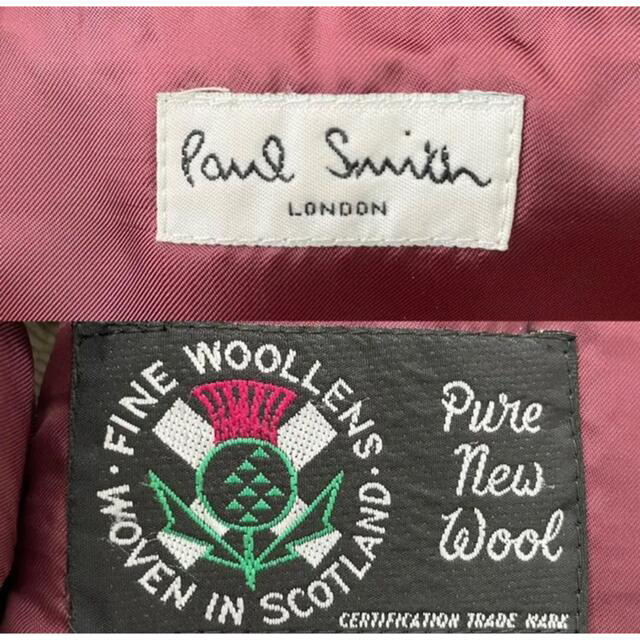 Paul Smith
LONDON
· FINE WOOLLENS ·
WOVEN IN SCOTLAND
Pure
New
Wool
CERTIFICATION TRADE MARK